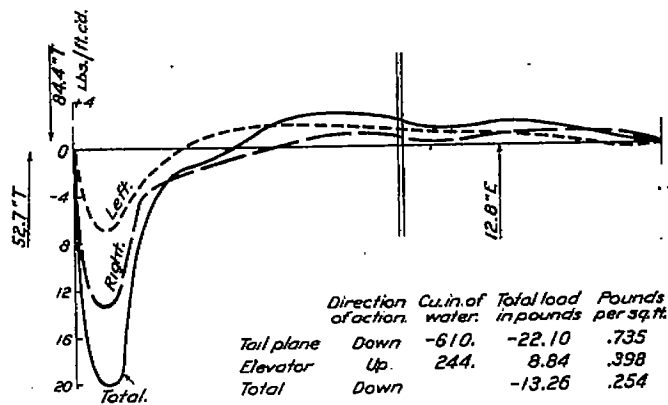 84.4"T
Lbs./ft.c'd.
4
0
-4
8
12
16
20
52.7"T
Left.
Right.
Total.
12.8"E
Direction of action. Cu.in.of water. Total load in pounds Pounds per sq.ft.
Tail plane Down -610. -22.10 .735
Elevator Up. 244. 8.84 .398
Total Down -13.26 .254